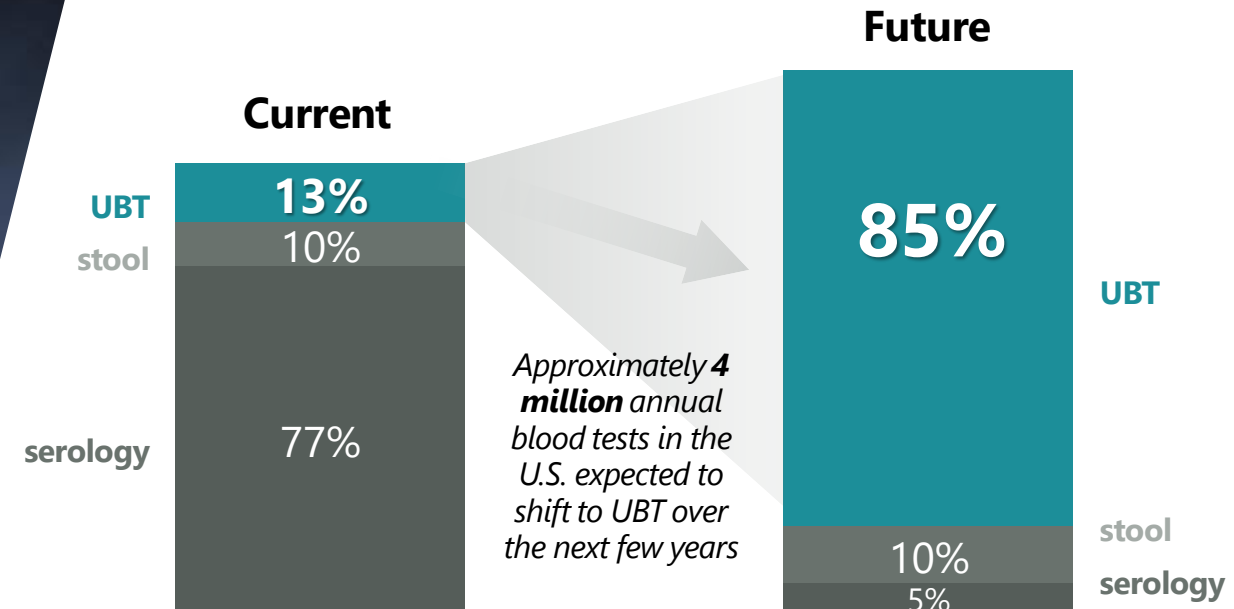 Future
Current
UBT
13%
stool
10%
serology
77%
Approximately 4
million annual
blood tests in the
U.S. expected to
shift to UBT over
the next few years
85%
UBT
10%
stool
5%
serology